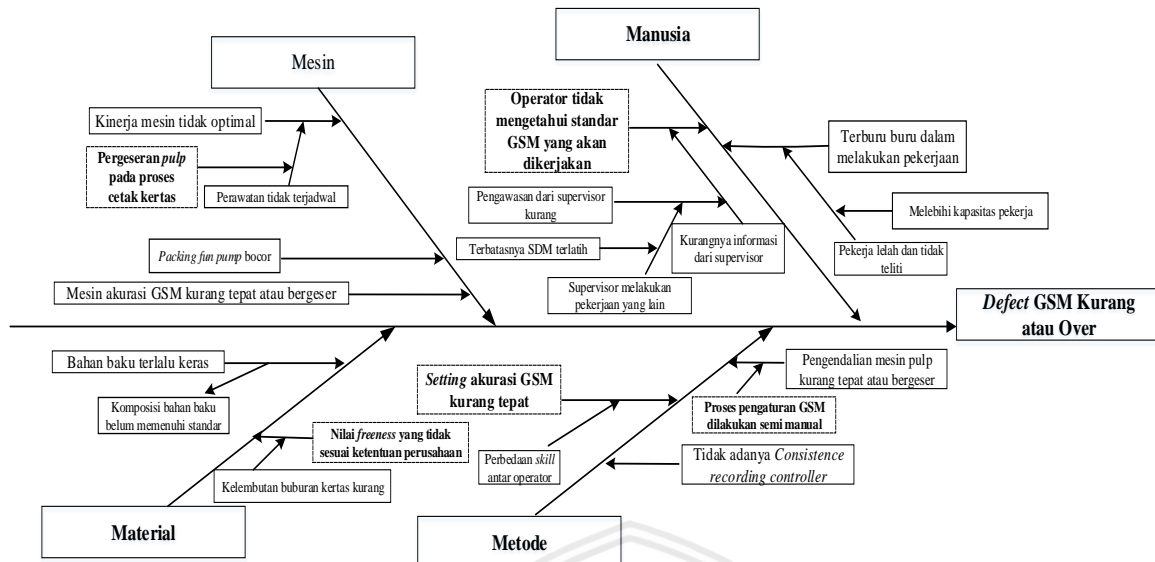 Mesin
Kinerja mesin tidak optimal
Pergeseran pulp
pada proses
cetak kertas
Perawatan tidak terjadwal
Packing fun pump bocor
Mesin akurasi GSM kurang tepat atau bergeser
Manusia
Operator tidak
mengetahui standar
GSM yang akan
dikerjakan
Terburu buru dalam
melakukan pekerjaan
Pengawasan dari supervisor
kurang
Melebihi kapasitas pekerja
Terbatasnya SDM terlatih
Kurangnya informasi
dari supervisor
Pekerja lelah dan tidak
teliti
Supervisor melakukan
pekerjaan yang lain
Defect GSM Kurang
atau Over
Bahan baku terlalu keras
Komposisi bahan baku
belum memenuhi standar
Nilai freeness yang tidak
sesuai ketentuan perusahaan
Kelembutan buburan kertas kurang
Material
Setting akurasi GSM
kurang tepat
Pengendalian mesin pulp
kurang tepat atau bergeser
Proses pengaturan GSM
dilakukan semi manual
Perbedaan skill
antar operator
Tidak adanya Consistence
recording controller
Metode